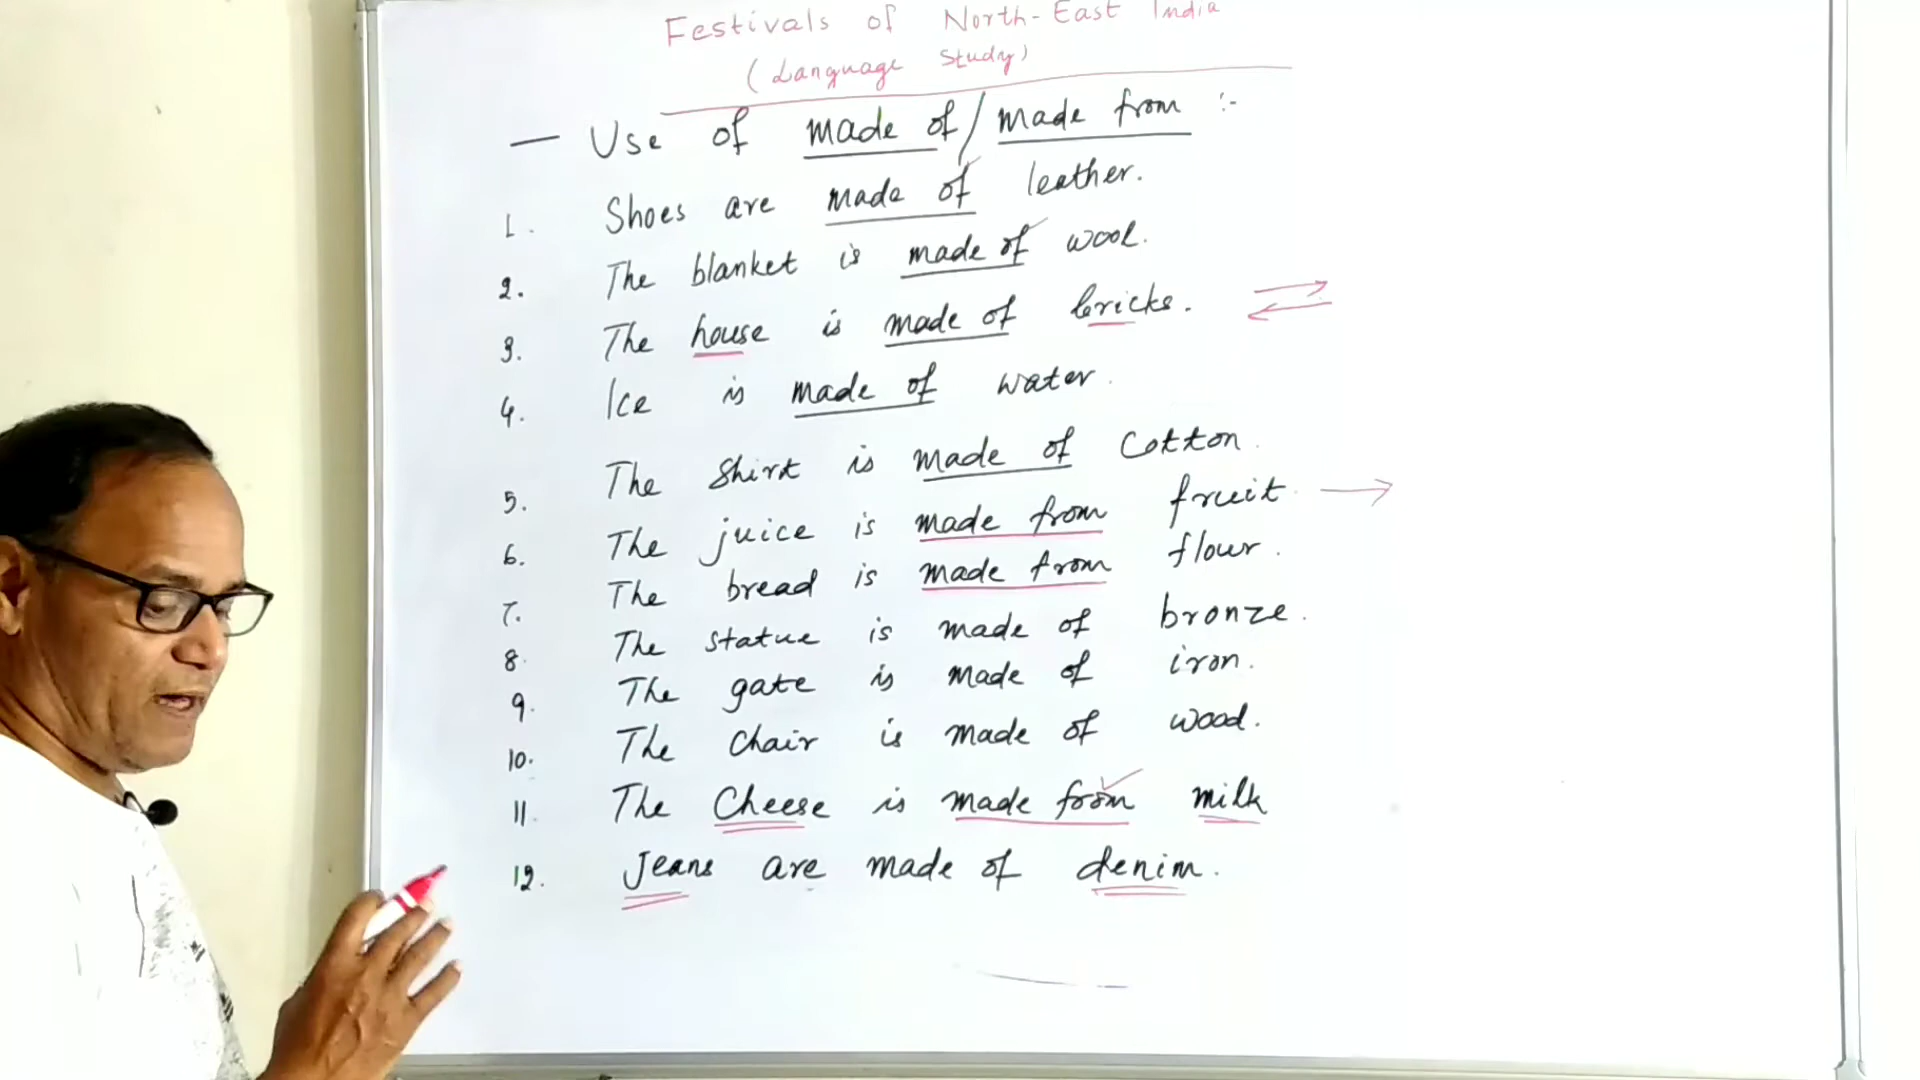 Festivals of North-East India
(Language Study)
— Use of made of / made from :-
1. Shoes are made of leather.
2. The blanket is made of wool.
3. The house is made of bricks.
4. Ice is made of water.
5. The Shirt is made of Cotton.
6. The juice is made from fruit
7. The bread is made from flour.
8. The statue is made of bronze.
9. The gate is made of iron.
10. The Chair is made of wood.
11. The Cheese is made from milk
12. Jeans are made of denim.